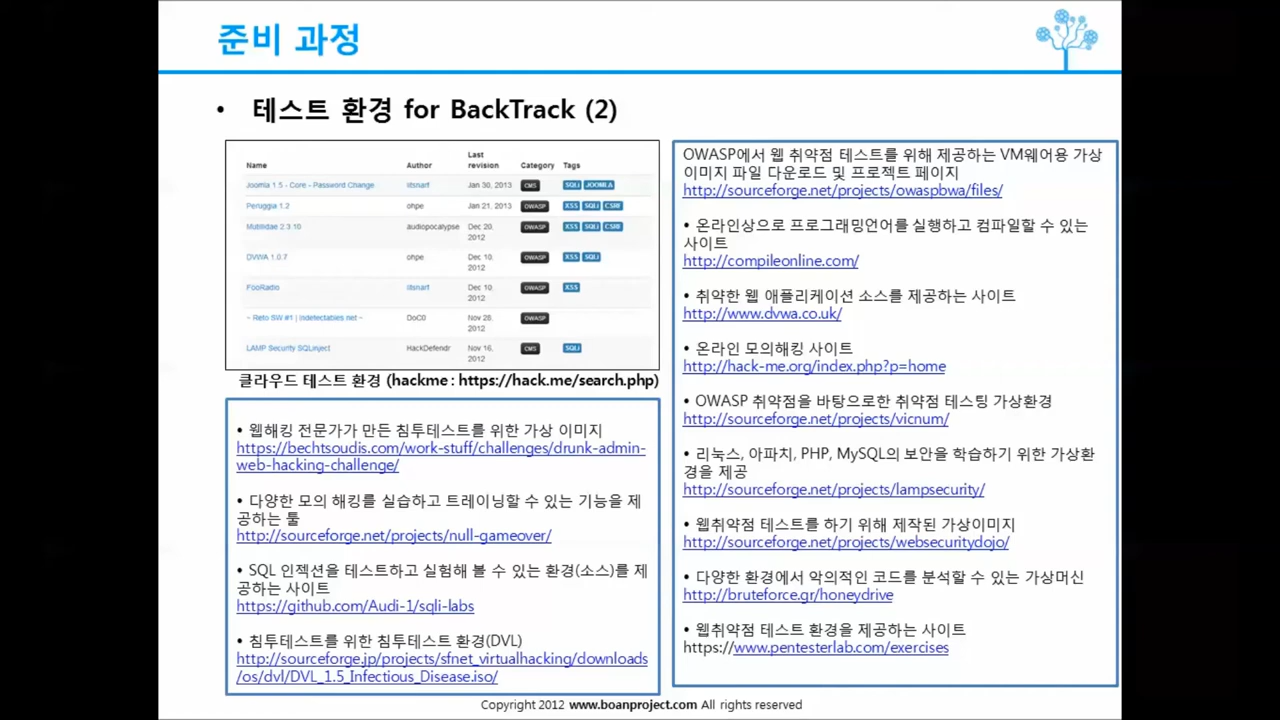 준비 과정
• 테스트 환경 for BackTrack (2)
Name Author Last revision Category Tags
Joomla 1.5 - Core - Password Change litsnarf Jan 30, 2013 CMS SQLI JOOMLA
Peruggia 1.2 ohpe Jan 21, 2013 OWASP XSS SQLI CSRF
Mutillidae 2.3.10 audiopocalypse Dec 20, 2012 OWASP XSS SQLI CSRF
DVWA 1.0.7 ohpe Dec 10, 2012 OWASP XSS SQLI
FooRadio litsnarf Dec 10, 2012 OWASP XSS
~ Reto SW #1 | Indetectables.net ~ DoC0 Nov 28, 2012 OWASP
LAMP Security SQLinject HackDefendr Nov 16, 2012 CMS SQLI
클라우드 테스트 환경 (hackme : https://hack.me/search.php)
• 웹해킹 전문가가 만든 침투테스트를 위한 가상 이미지
https://bechtsoudis.com/work-stuff/challenges/drunk-admin-
web-hacking-challenge/
• 다양한 모의 해킹를 실습하고 트레이닝할 수 있는 기능을 제
공하는 툴
http://sourceforge.net/projects/null-gameover/
• SQL 인젝션을 테스트하고 실험해 볼 수 있는 환경(소스)를 제
공하는 사이트
https://github.com/Audi-1/sqli-labs
• 침투테스트를 위한 침투테스트 환경(DVL)
http://sourceforge.jp/projects/sfnet_virtualhacking/downloads
/os/dvl/DVL_1.5_Infectious_Disease.iso/
OWASP에서 웹 취약점 테스트를 위해 제공하는 VM웨어용 가상
이미지 파일 다운로드 및 프로젝트 페이지
http://sourceforge.net/projects/owaspbwa/files/
• 온라인상으로 프로그래밍언어를 실행하고 컴파일할 수 있는
사이트
http://compileonline.com/
• 취약한 웹 애플리케이션 소스를 제공하는 사이트
http://www.dvwa.co.uk/
• 온라인 모의해킹 사이트
http://hack-me.org/index.php?p=home
• OWASP 취약점을 바탕으로한 취약점 테스팅 가상환경
http://sourceforge.net/projects/vicnum/
• 리눅스, 아파치, PHP, MySQL의 보안을 학습하기 위한 가상환
경을 제공
http://sourceforge.net/projects/lampsecurity/
• 웹취약점 테스트를 하기 위해 제작된 가상이미지
http://sourceforge.net/projects/websecuritydojo/
• 다양한 환경에서 악의적인 코드를 분석할 수 있는 가상머신
http://bruteforce.gr/honeydrive
• 웹취약점 테스트 환경을 제공하는 사이트
https://www.pentesterlab.com/exercises
Copyright 2012 www.boanproject.com All rights reserved